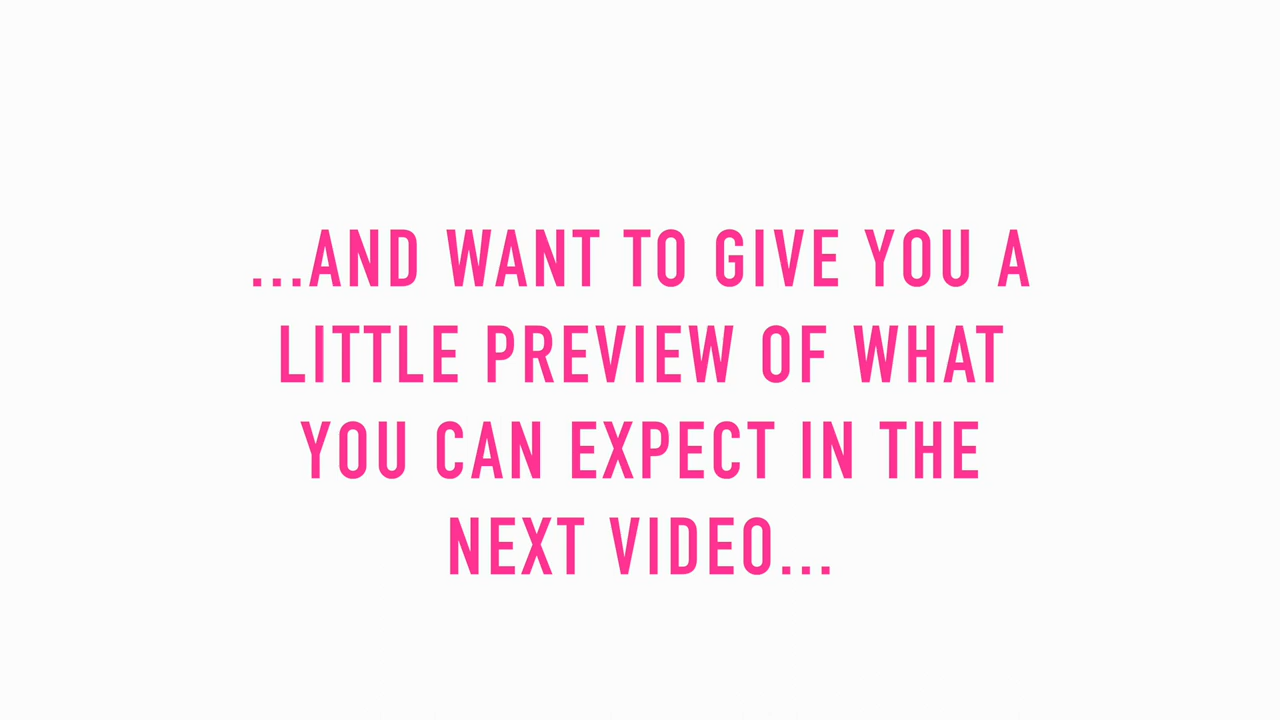 ...AND WANT TO GIVE YOU A
LITTLE PREVIEW OF WHAT
YOU CAN EXPECT IN THE
NEXT VIDEO...